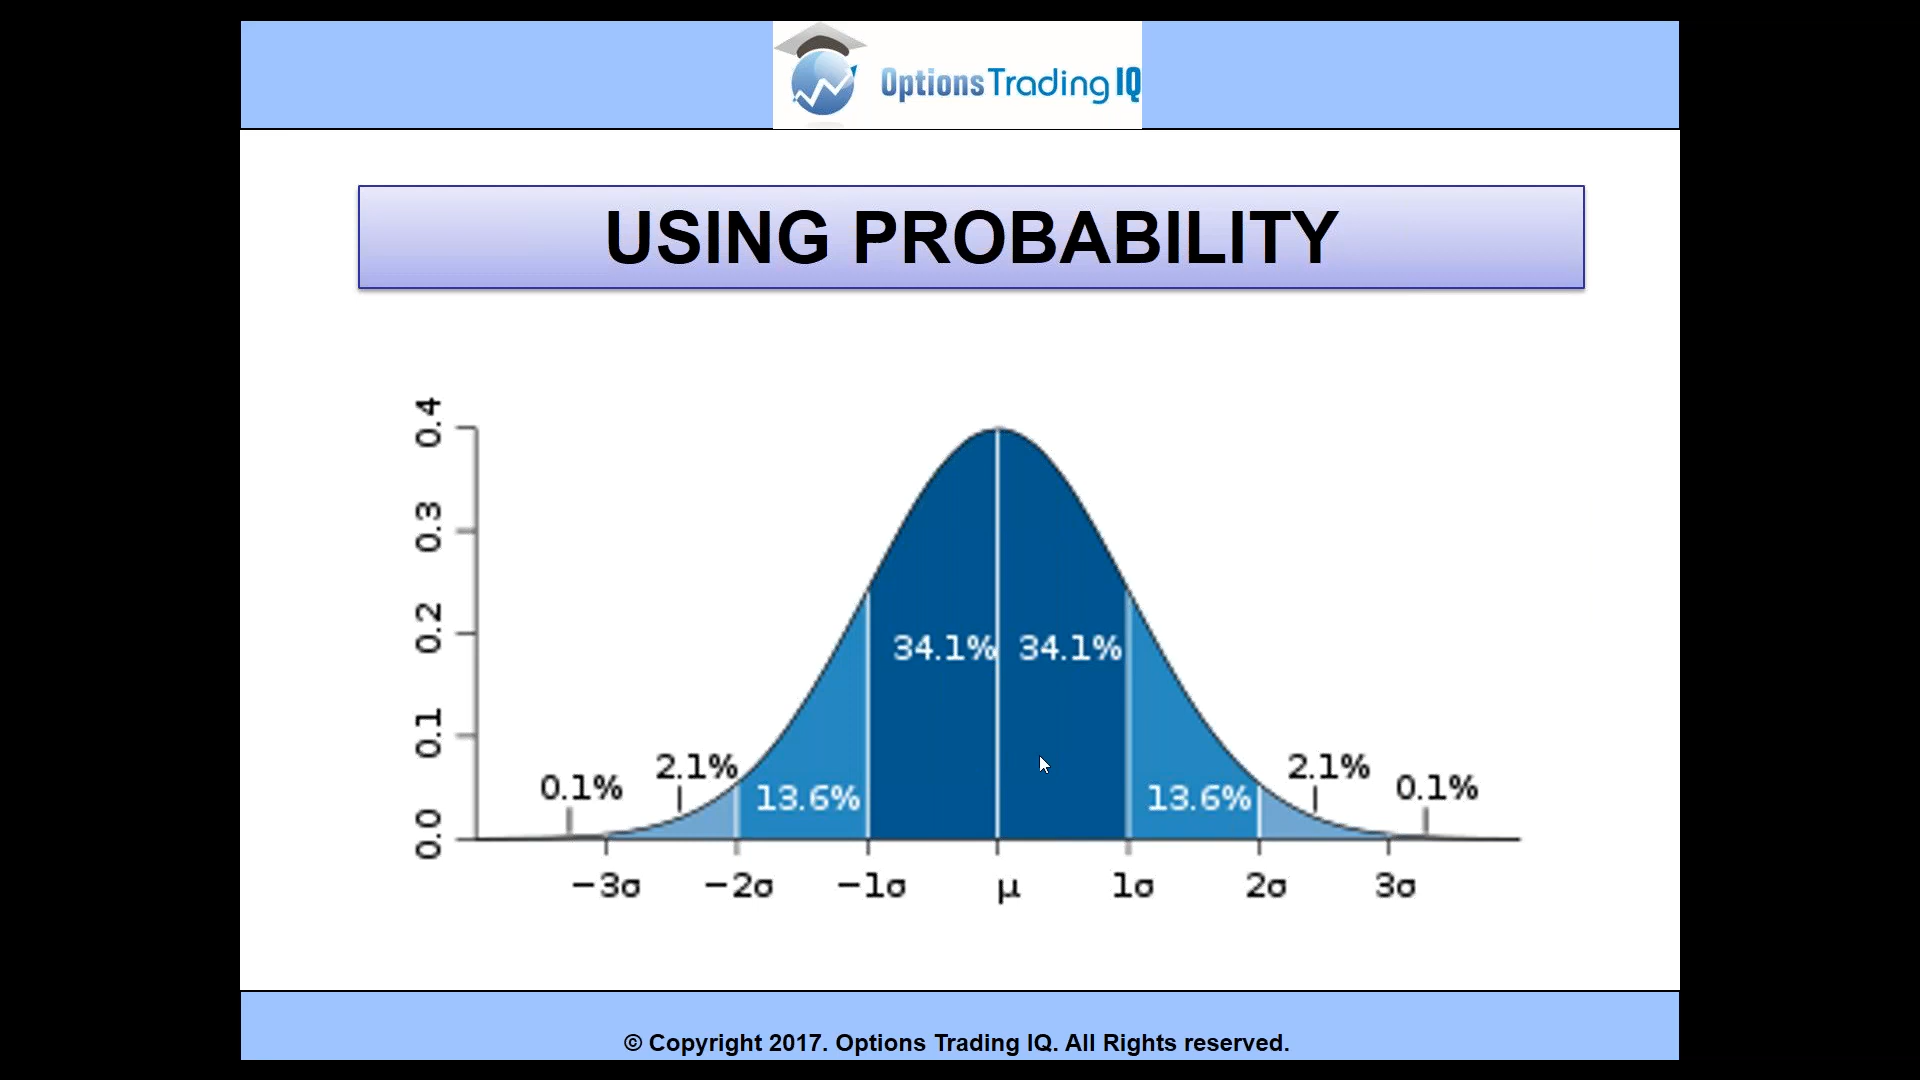 Options Trading IQ
USING PROBABILITY
0.4
0.3
0.2
0.1
0.0
34.1% 34.1%
0.1% 2.1% 13.6% 13.6% 2.1% 0.1%
−3σ −2σ −1σ μ 1σ 2σ 3σ
© Copyright 2017. Options Trading IQ. All Rights reserved.